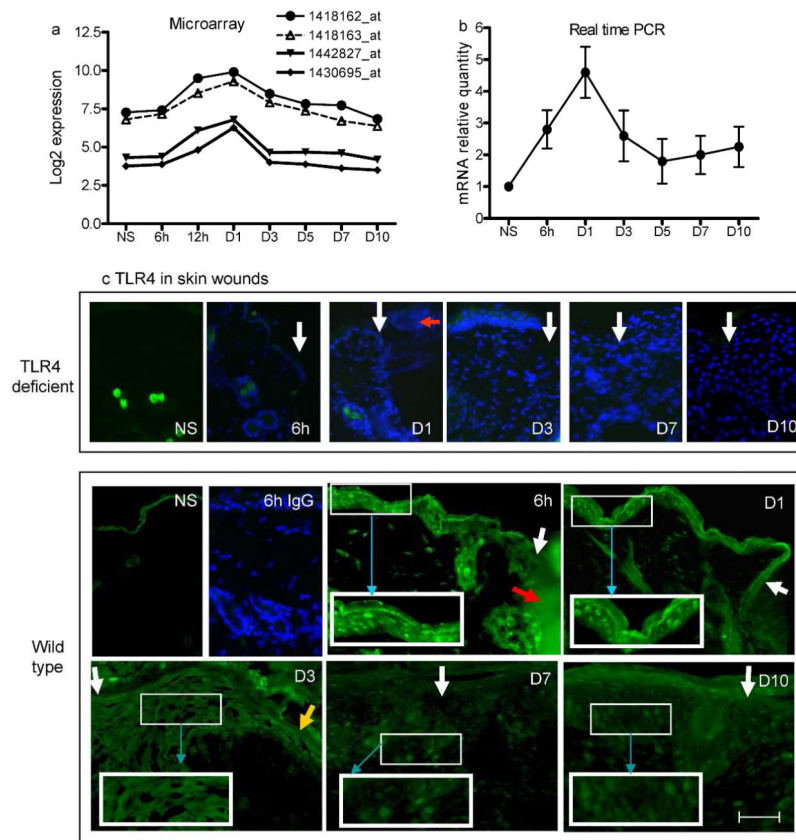 a
Microarray
1418162_at
1418163_at
1442827_at
1430695_at
Log2 expression
12.5
10.0
7.5
5.0
2.5
0.0
NS 6h 12h D1 D3 D5 D7 D10
b
Real time PCR
mRNA relative quantity
6
5
4
3
2
1
0
NS 6h D1 D3 D5 D7 D10
c TLR4 in skin wounds
TLR4
deficient
NS
6h
D1
D3
D7
D10
Wild
type
NS
6h IgG
6h
D1
D3
D7
D10